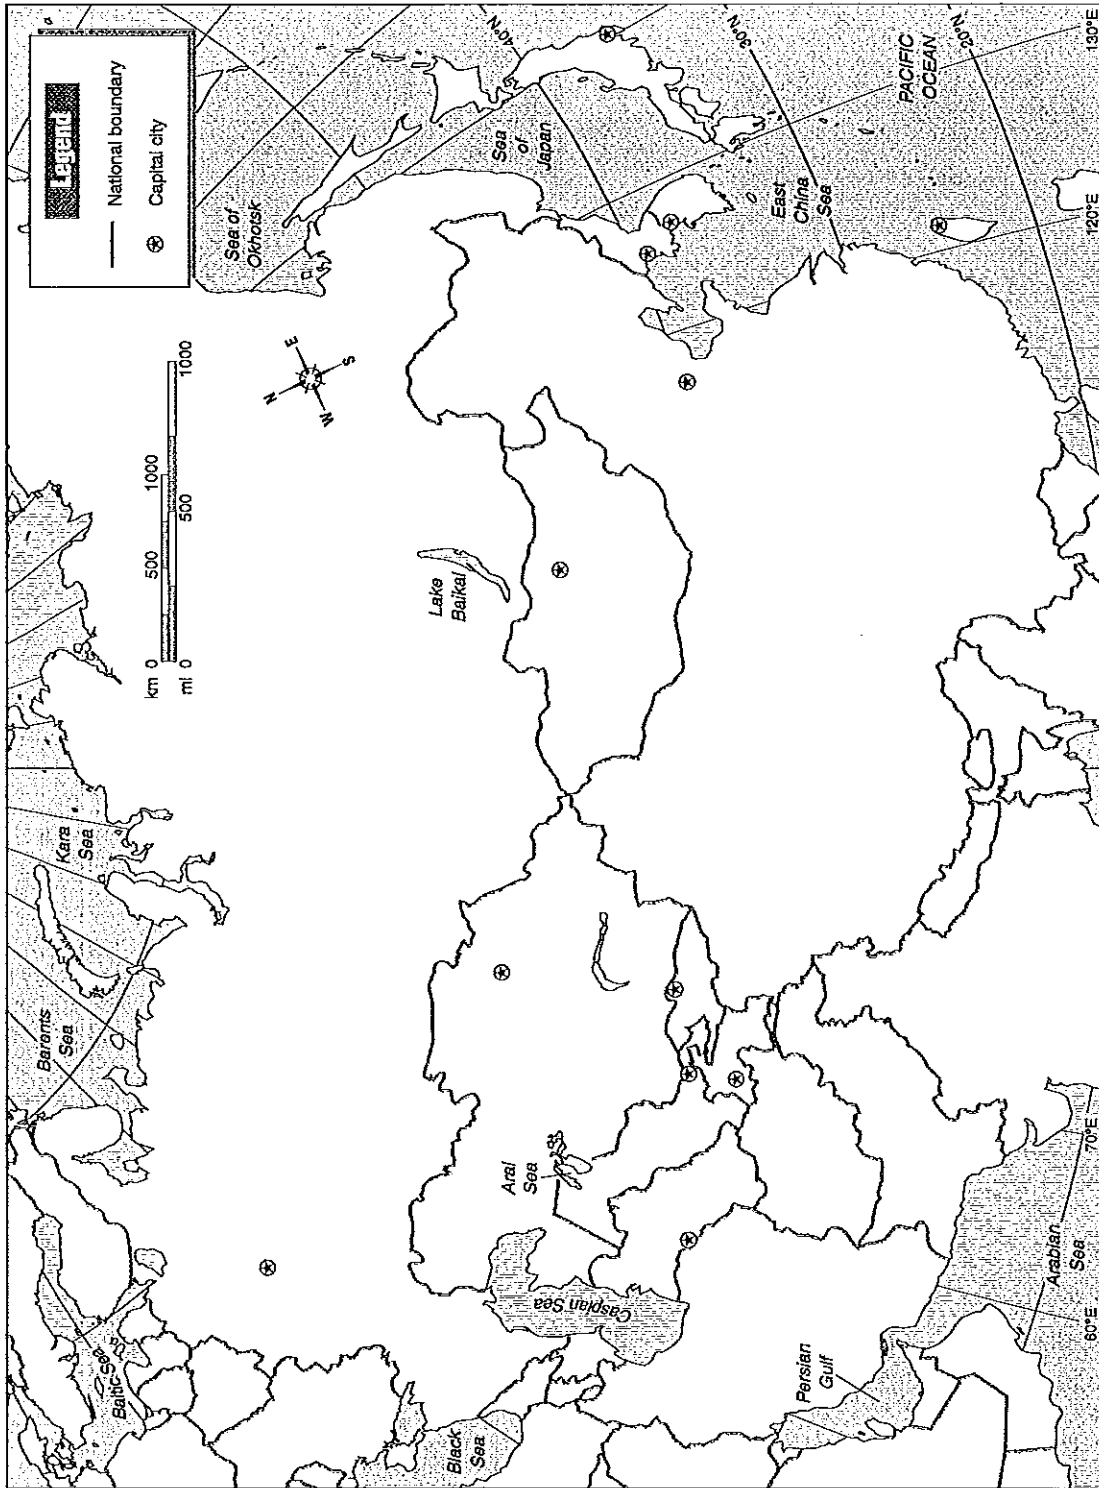 Legend
National boundary
Capital city
km 0 500 1000
mi 0 500 1000
N
E
S
W
Barents
Sea
Kara
Sea
Sea of
Okhotsk
Baltic Sea
Lake
Baikal
Sea
of
Japan
40°N
Black
Sea
Caspian Sea
Aral
Sea
East
China
Sea
30°N
Persian
Gulf
PACIFIC
OCEAN
20°N
Arabian
Sea
60°E
70°E
120°E
130°E